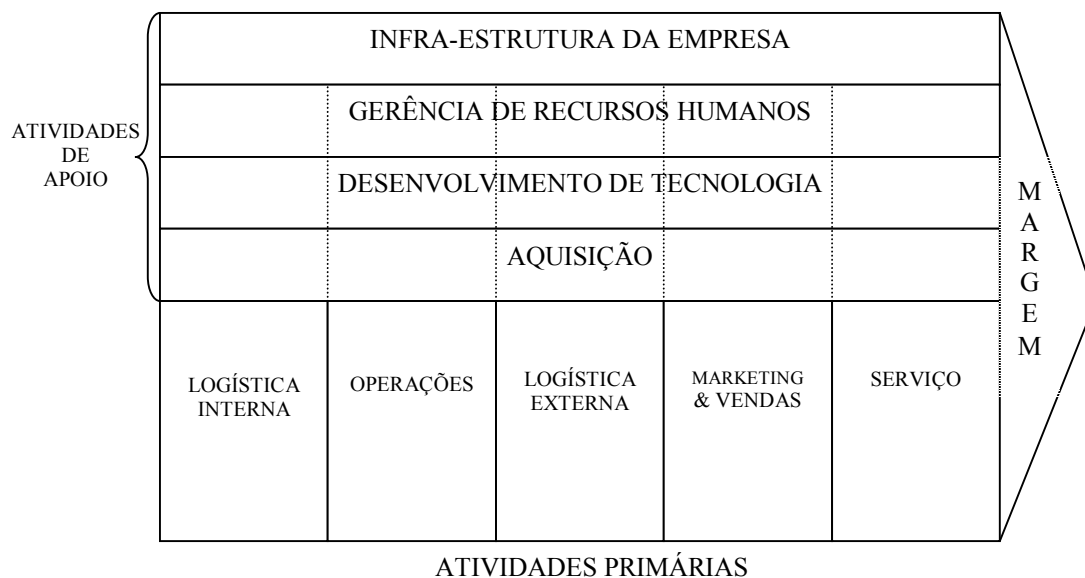 INFRA-ESTRUTURA DA EMPRESA
GERÊNCIA DE RECURSOS HUMANOS
ATIVIDADES
DE
APOIO
DESENVOLVIMENTO DE TECNOLOGIA
AQUISIÇÃO
MARGEM
LOGÍSTICA
INTERNA
OPERAÇÕES
LOGÍSTICA
EXTERNA
MARKETING
& VENDAS
SERVIÇO
ATIVIDADES PRIMÁRIAS